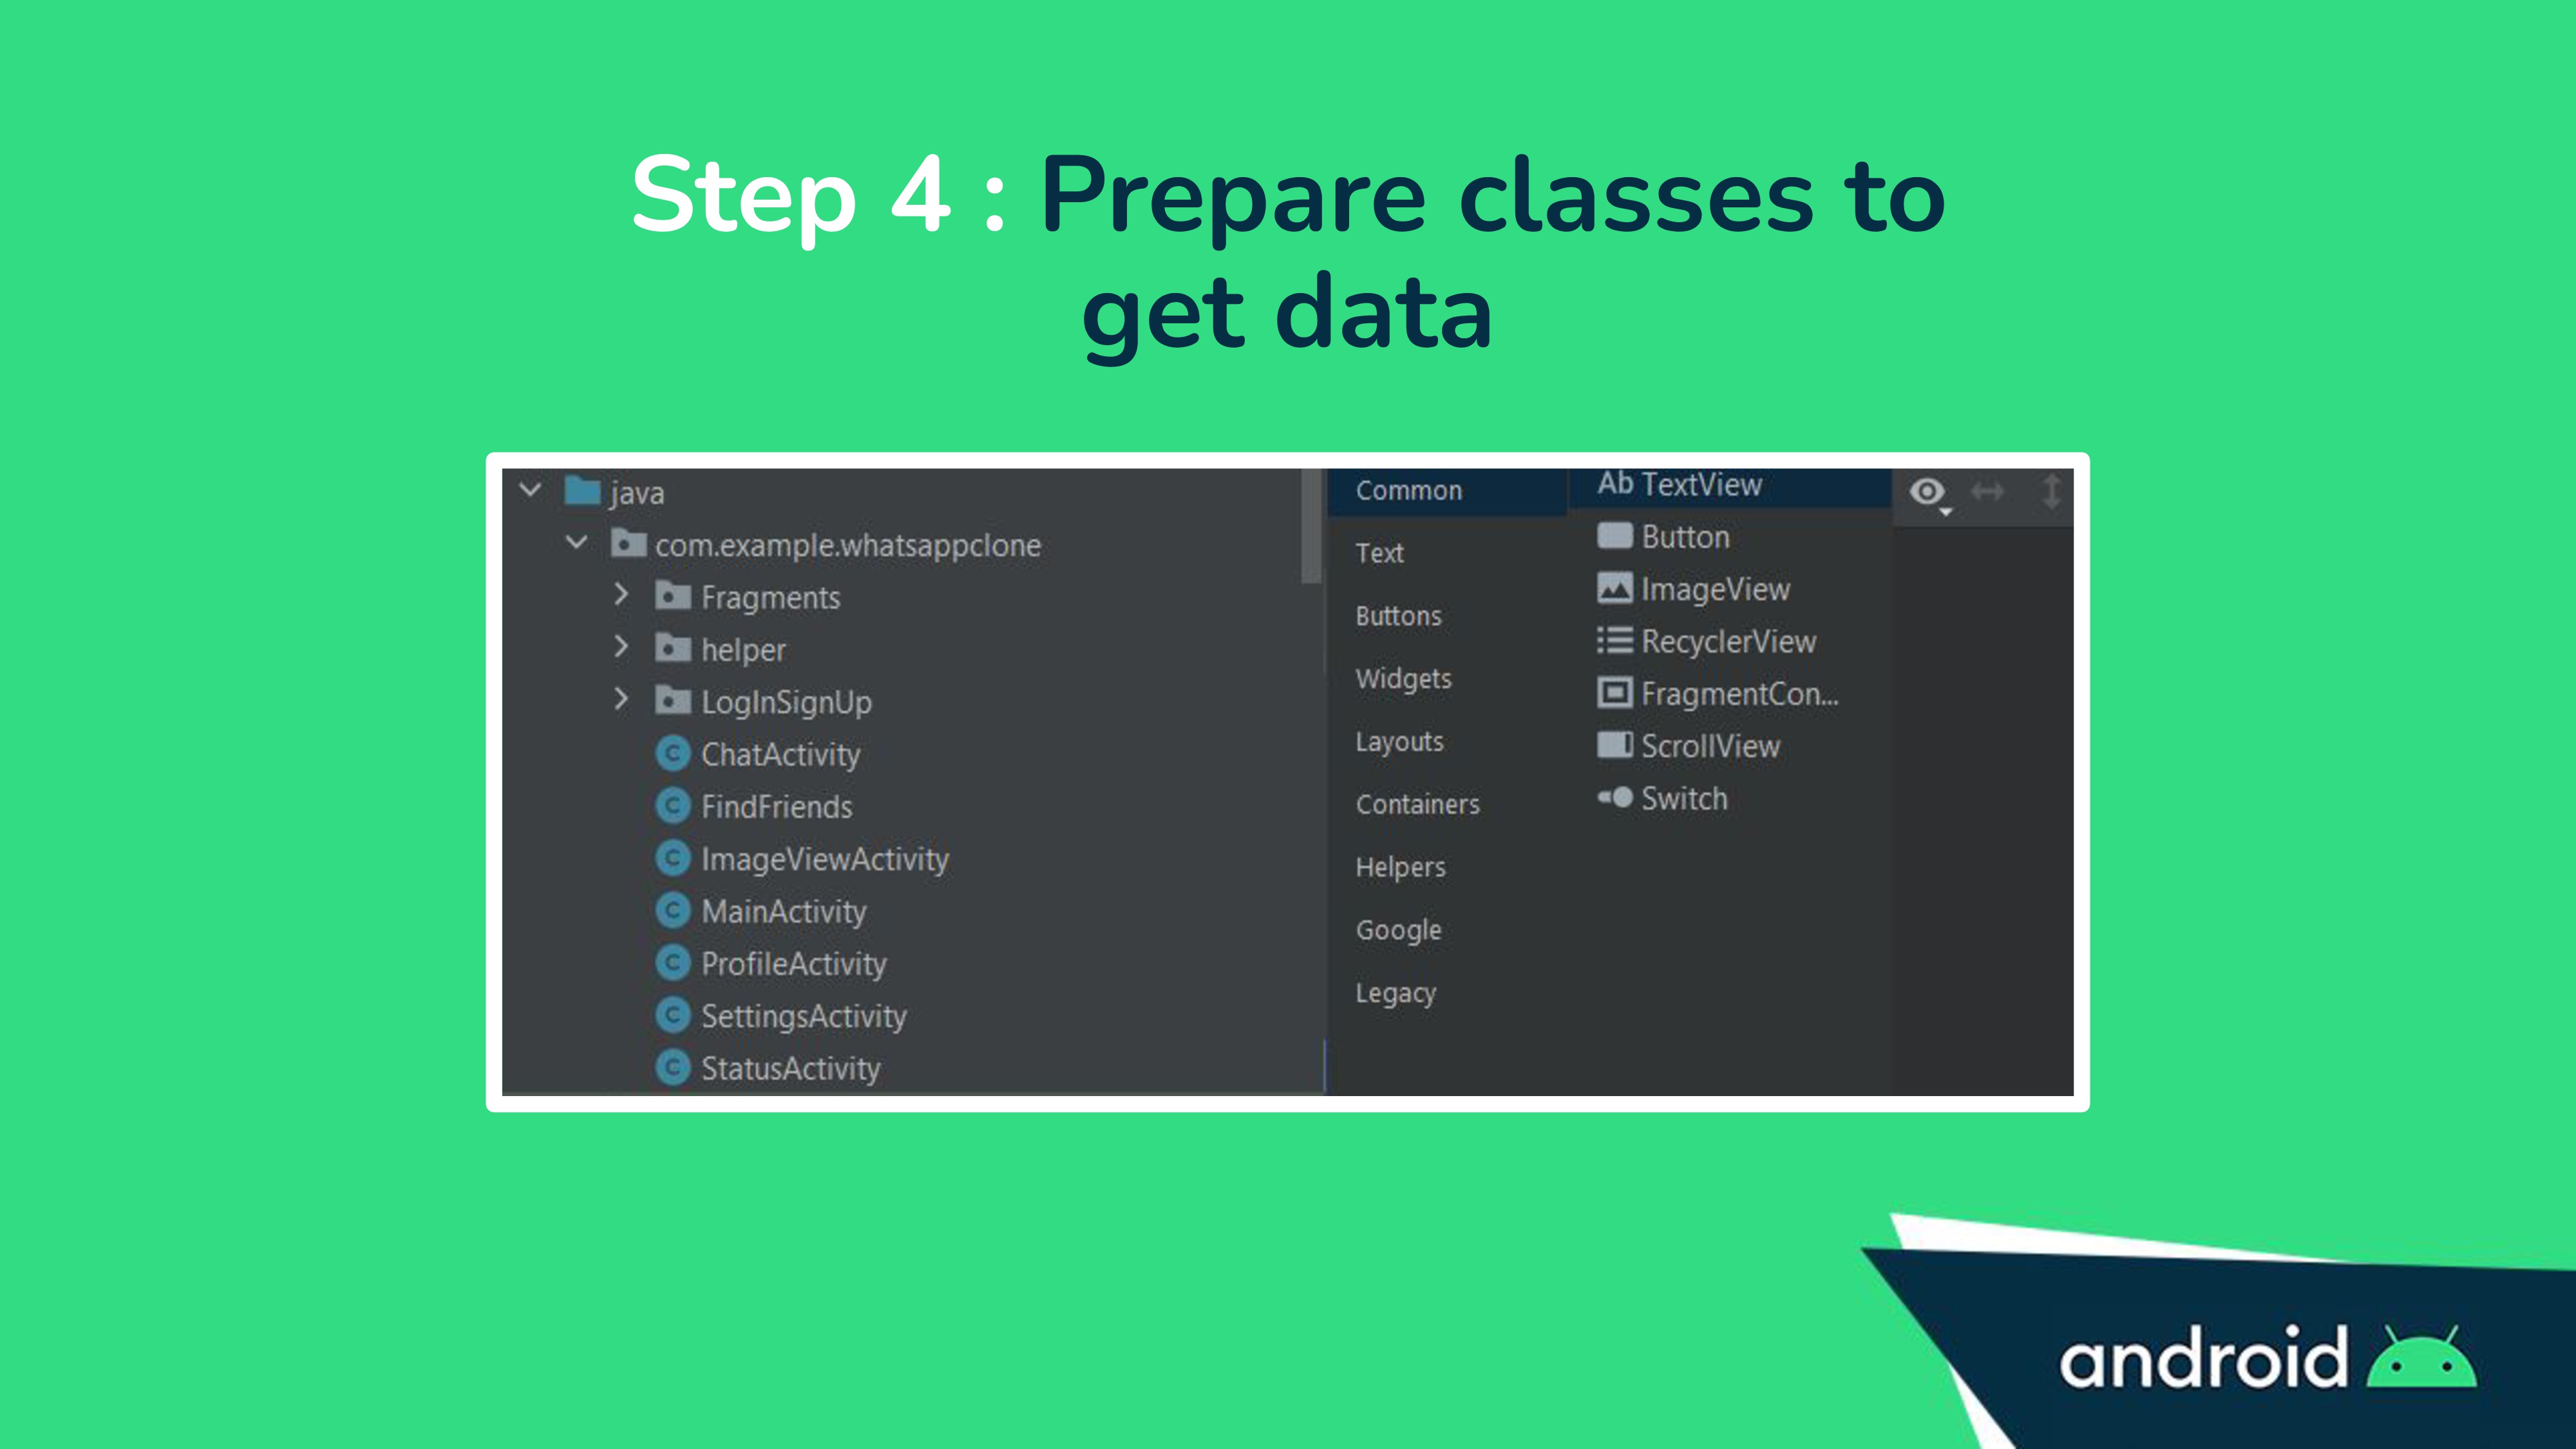 Step 4 : Prepare classes to
get data
java
com.example.whatsappclone
Fragments
helper
LogInSignUp
ChatActivity
FindFriends
ImageViewActivity
MainActivity
ProfileActivity
SettingsActivity
StatusActivity
Common
Text
Buttons
Widgets
Layouts
Containers
Helpers
Google
Legacy
Ab TextView
Button
ImageView
RecyclerView
FragmentCon...
ScrollView
Switch
android